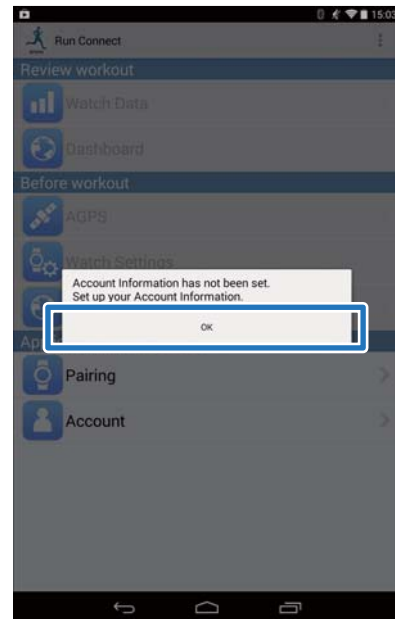 15:03
Run Connect
Review workout
Watch Data
Dashboard
Before workout
AGPS
Watch Settings
Account Information has not been set.
Set up your Account Information.
OK
Ap
Pairing
Account